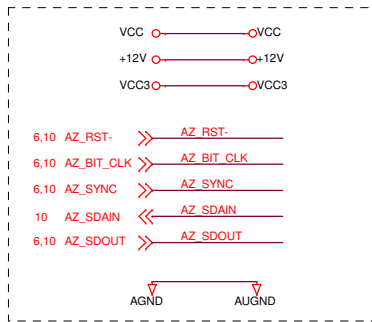 VCC VCC
+12V +12V
VCC3 VCC3
6,10 AZ_RST- AZ_RST-
6,10 AZ_BIT_CLK AZ_BIT_CLK
6,10 AZ_SYNC AZ_SYNC
10 AZ_SDAIN AZ_SDAIN
6,10 AZ_SDOUT AZ_SDOUT
AGND AUGND